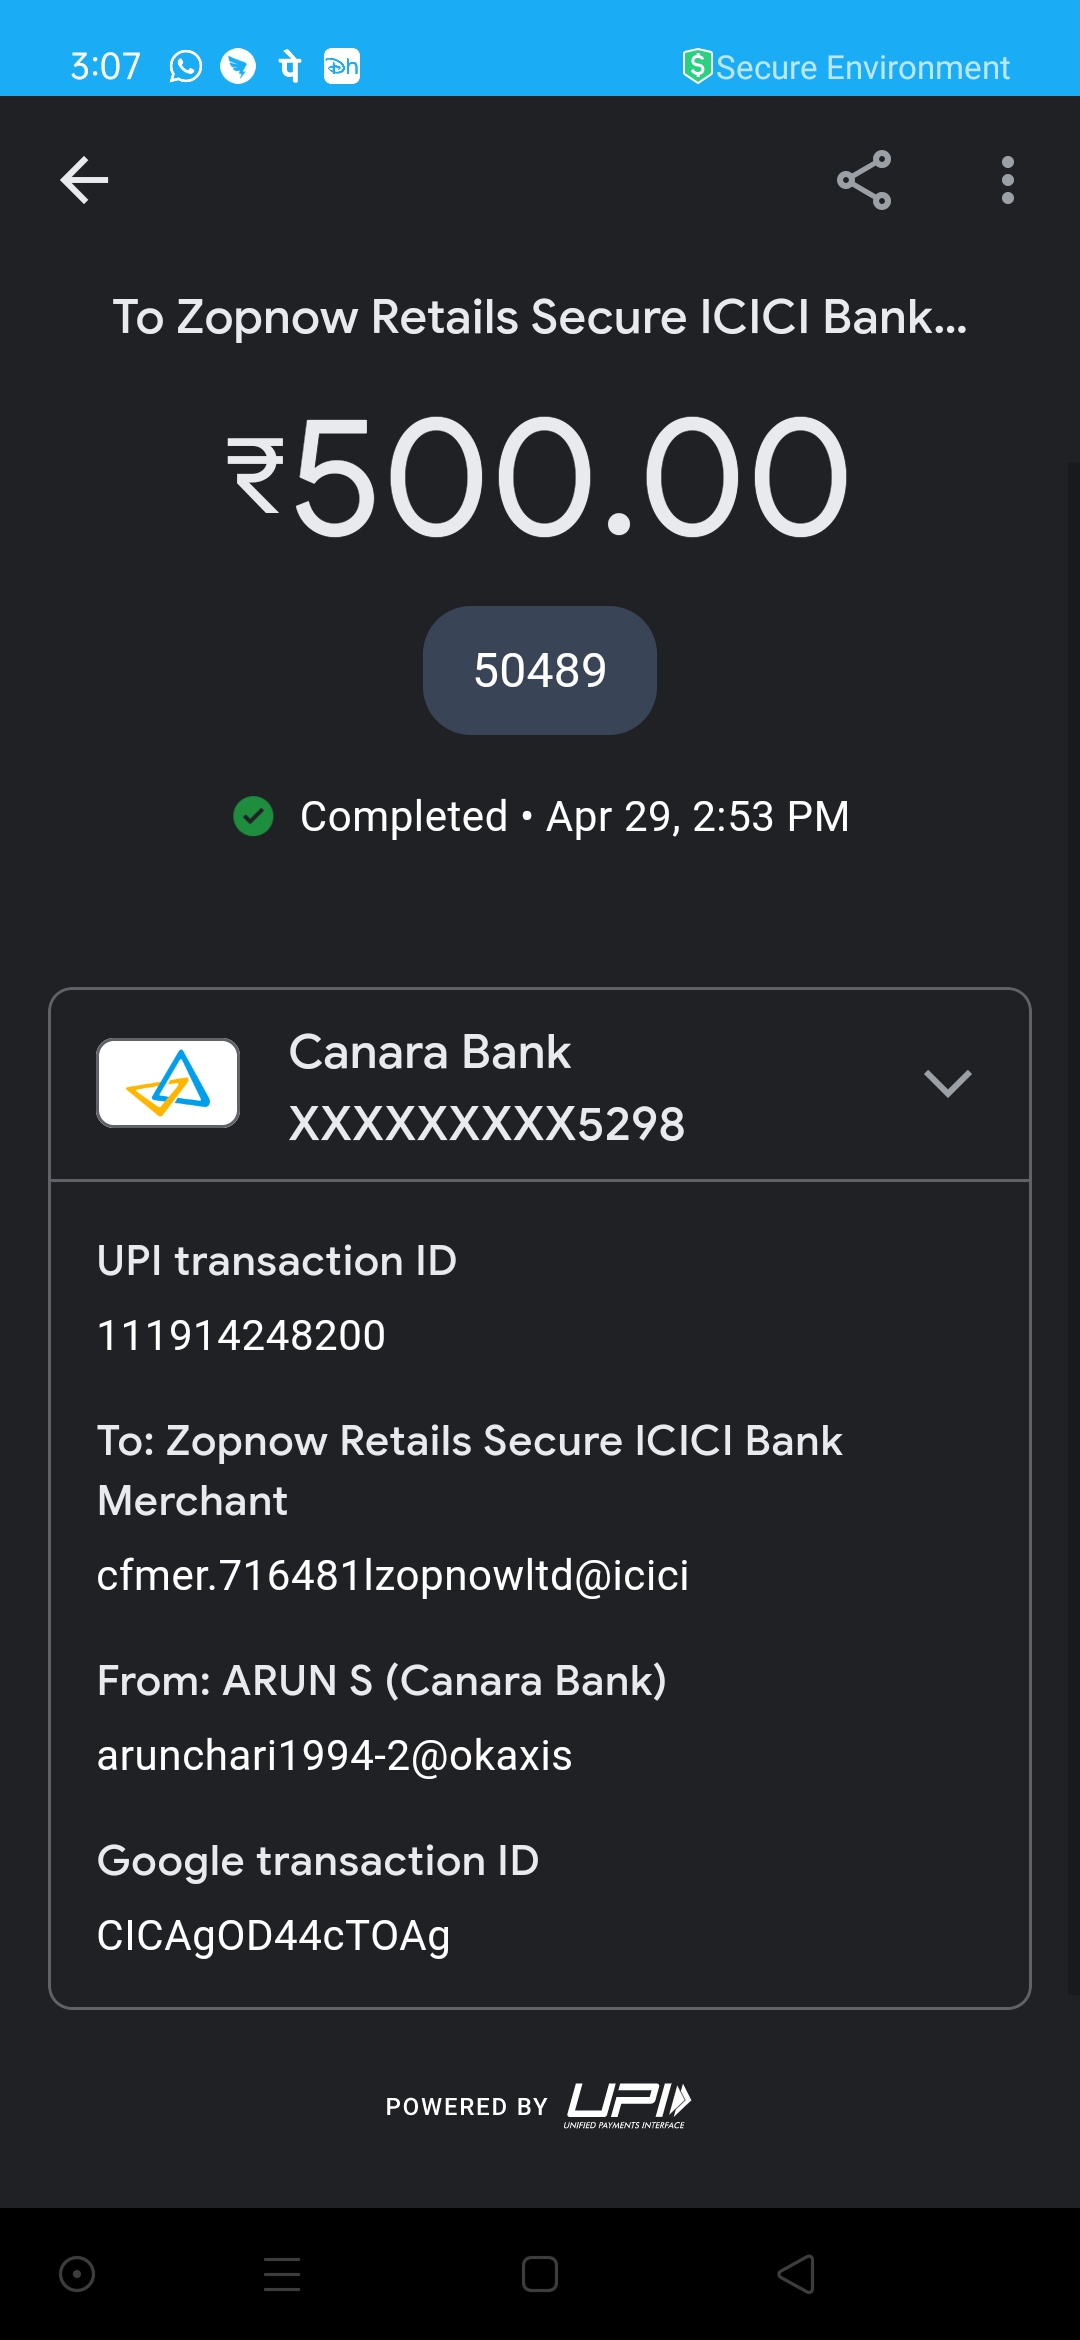 3:07 पे Dh Secure Environment
To Zopnow Retails Secure ICICI Bank...
₹500.00
50489
Completed • Apr 29, 2:53 PM
Canara Bank
XXXXXXXXX5298
UPI transaction ID
111914248200
To: Zopnow Retails Secure ICICI Bank
Merchant
cfmer.716481lzopnowltd@icici
From: ARUN S (Canara Bank)
arunchari1994-2@okaxis
Google transaction ID
CICAgOD44cTOAg
POWERED BY UPI
UNIFIED PAYMENTS INTERFACE